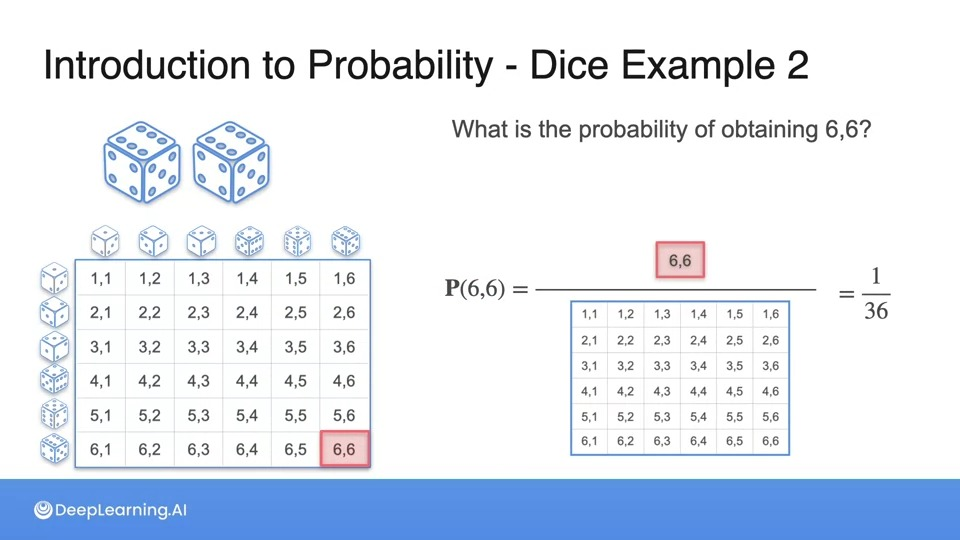 Introduction to Probability - Dice Example 2
What is the probability of obtaining 6,6?
1,1 1,2 1,3 1,4 1,5 1,6
2,1 2,2 2,3 2,4 2,5 2,6
3,1 3,2 3,3 3,4 3,5 3,6
4,1 4,2 4,3 4,4 4,5 4,6
5,1 5,2 5,3 5,4 5,5 5,6
6,1 6,2 6,3 6,4 6,5 6,6
6,6
P(6,6) =
1,1 1,2 1,3 1,4 1,5 1,6
2,1 2,2 2,3 2,4 2,5 2,6
3,1 3,2 3,3 3,4 3,5 3,6
4,1 4,2 4,3 4,4 4,5 4,6
5,1 5,2 5,3 5,4 5,5 5,6
6,1 6,2 6,3 6,4 6,5 6,6
= 1
36
DeepLearning.AI